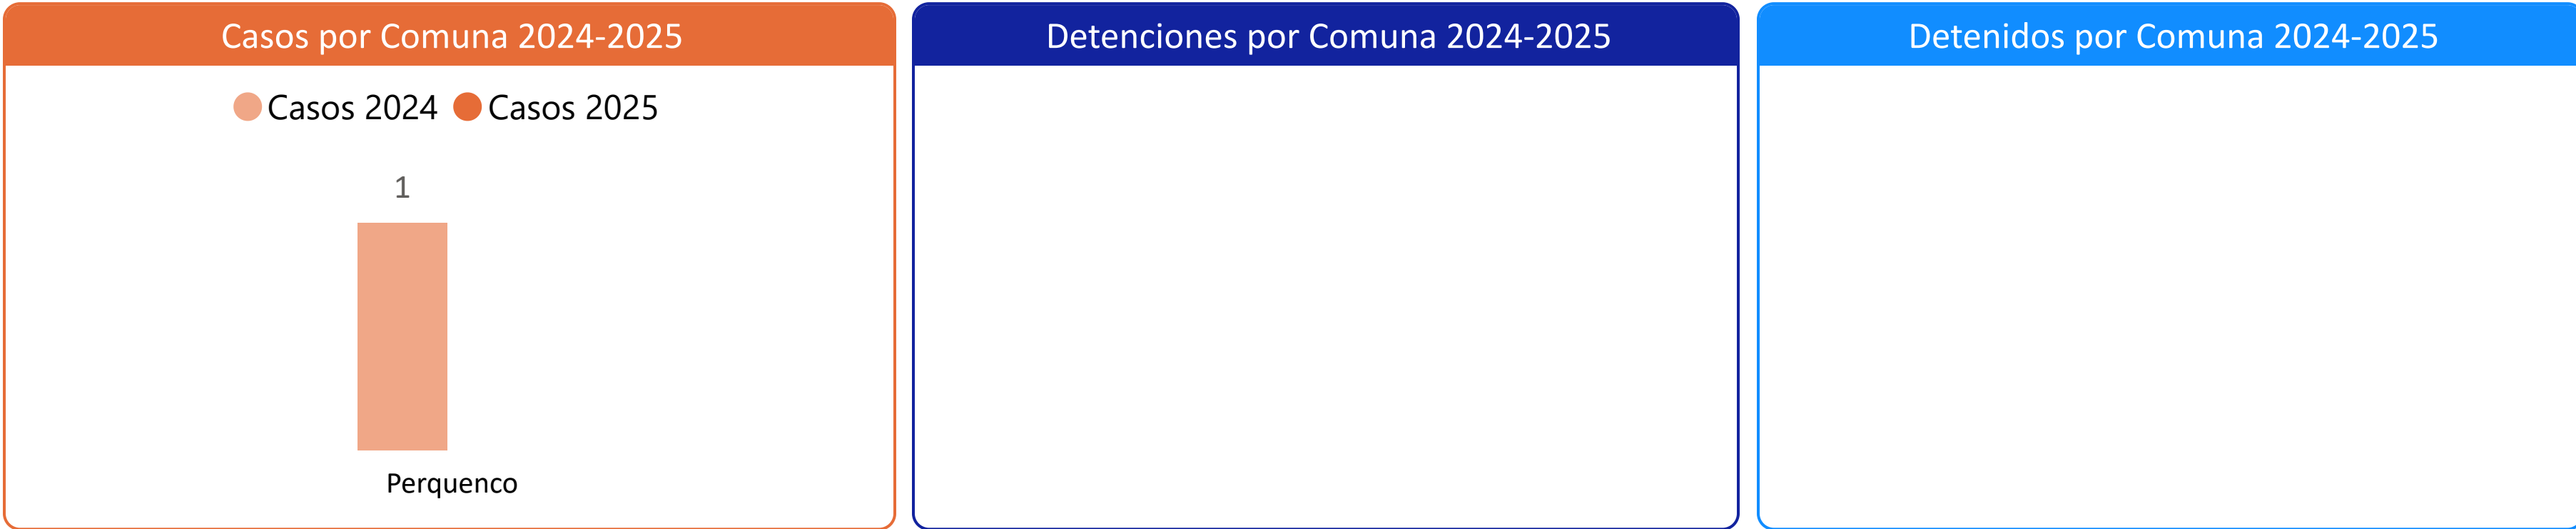 Casos por Comuna 2024-2025
Casos 2024 Casos 2025
1
Perquenco
Detenciones por Comuna 2024-2025
Detenidos por Comuna 2024-2025